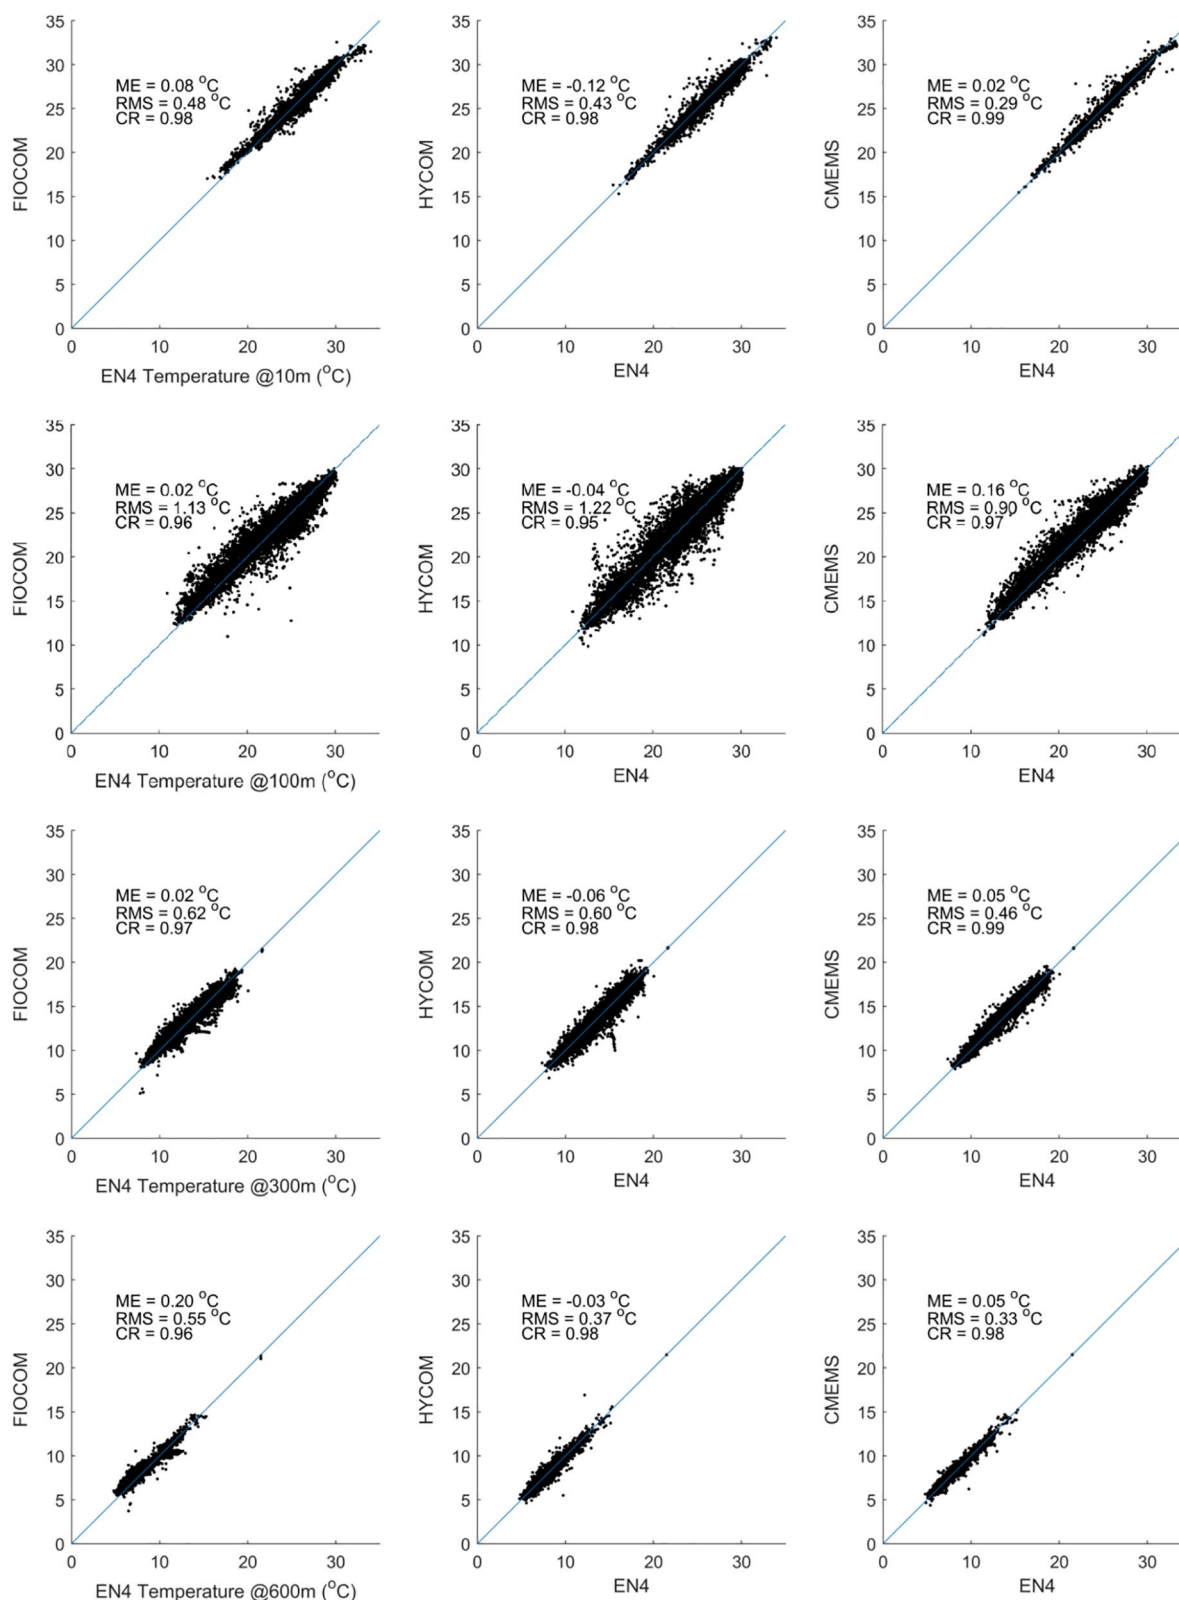 35
30
25
20
15
10
5
0
FIOCOM
ME = 0.08 °C
RMS = 0.48 °C
CR = 0.98
0 10 20 30
EN4 Temperature @10m (°C)
35
30
25
20
15
10
5
0
HYCOM
ME = -0.12 °C
RMS = 0.43 °C
CR = 0.98
0 10 20 30
EN4
35
30
25
20
15
10
5
0
CMEMS
ME = 0.02 °C
RMS = 0.29 °C
CR = 0.99
0 10 20 30
EN4
35
30
25
20
15
10
5
0
FIOCOM
ME = 0.02 °C
RMS = 1.13 °C
CR = 0.96
0 10 20 30
EN4 Temperature @100m (°C)
35
30
25
20
15
10
5
0
HYCOM
ME = -0.04 °C
RMS = 1.22 °C
CR = 0.95
0 10 20 30
EN4
35
30
25
20
15
10
5
0
CMEMS
ME = 0.16 °C
RMS = 0.90 °C
CR = 0.97
0 10 20 30
EN4
35
30
25
20
15
10
5
0
FIOCOM
ME = 0.02 °C
RMS = 0.62 °C
CR = 0.97
0 10 20 30
EN4 Temperature @300m (°C)
35
30
25
20
15
10
5
0
HYCOM
ME = -0.06 °C
RMS = 0.60 °C
CR = 0.98
0 10 20 30
EN4
35
30
25
20
15
10
5
0
CMEMS
ME = 0.05 °C
RMS = 0.46 °C
CR = 0.99
0 10 20 30
EN4
35
30
25
20
15
10
5
0
FIOCOM
ME = 0.20 °C
RMS = 0.55 °C
CR = 0.96
0 10 20 30
EN4 Temperature @600m (°C)
35
30
25
20
15
10
5
0
HYCOM
ME = -0.03 °C
RMS = 0.37 °C
CR = 0.98
0 10 20 30
EN4
35
30
25
20
15
10
5
0
CMEMS
ME = 0.05 °C
RMS = 0.33 °C
CR = 0.98
0 10 20 30
EN4